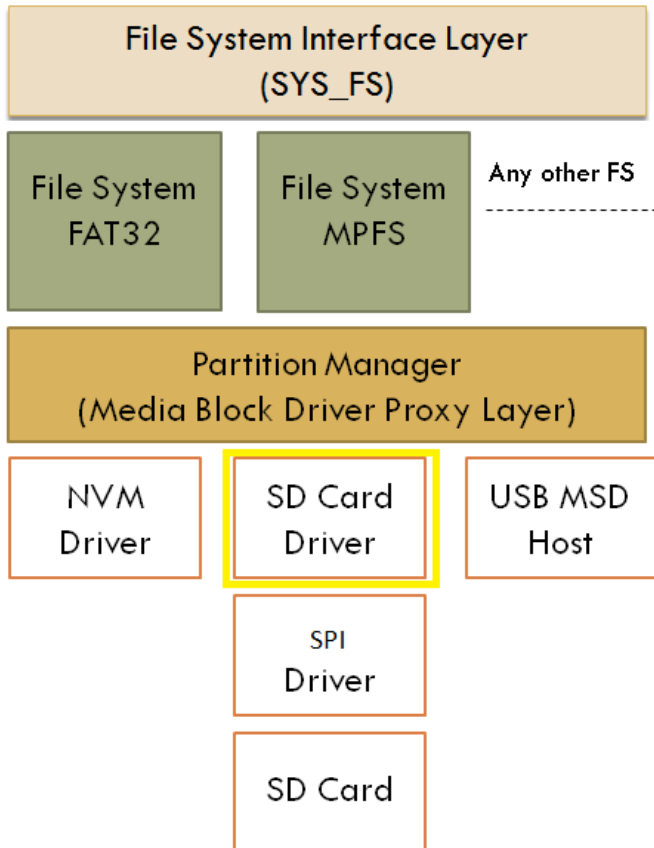 File System Interface Layer
(SYS_FS)
File System
FAT32
File System
MPFS
Any other FS
Partition Manager
(Media Block Driver Proxy Layer)
NVM
Driver
SD Card
Driver
USB MSD
Host
SPI
Driver
SD Card